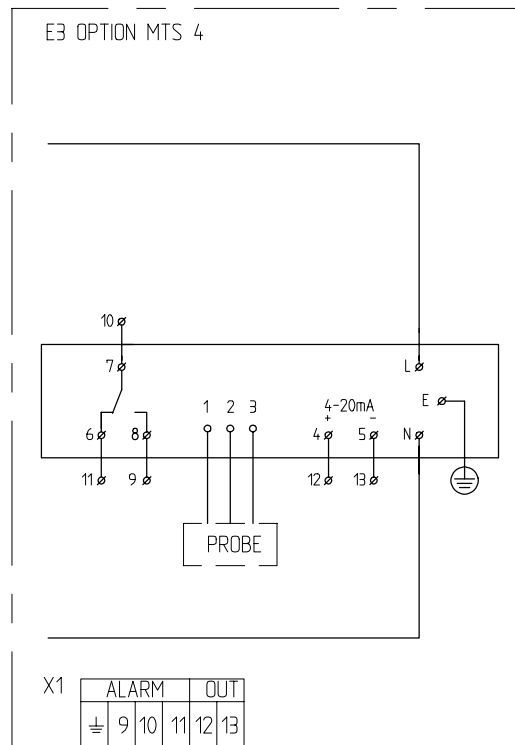 E3 OPTION MTS 4
10
7
L
1 2 3
4-20mA
E
+ -
6 8
4 5
N
11 9
12 13
PROBE
X1
ALARM OUT
9 10 11 12 13